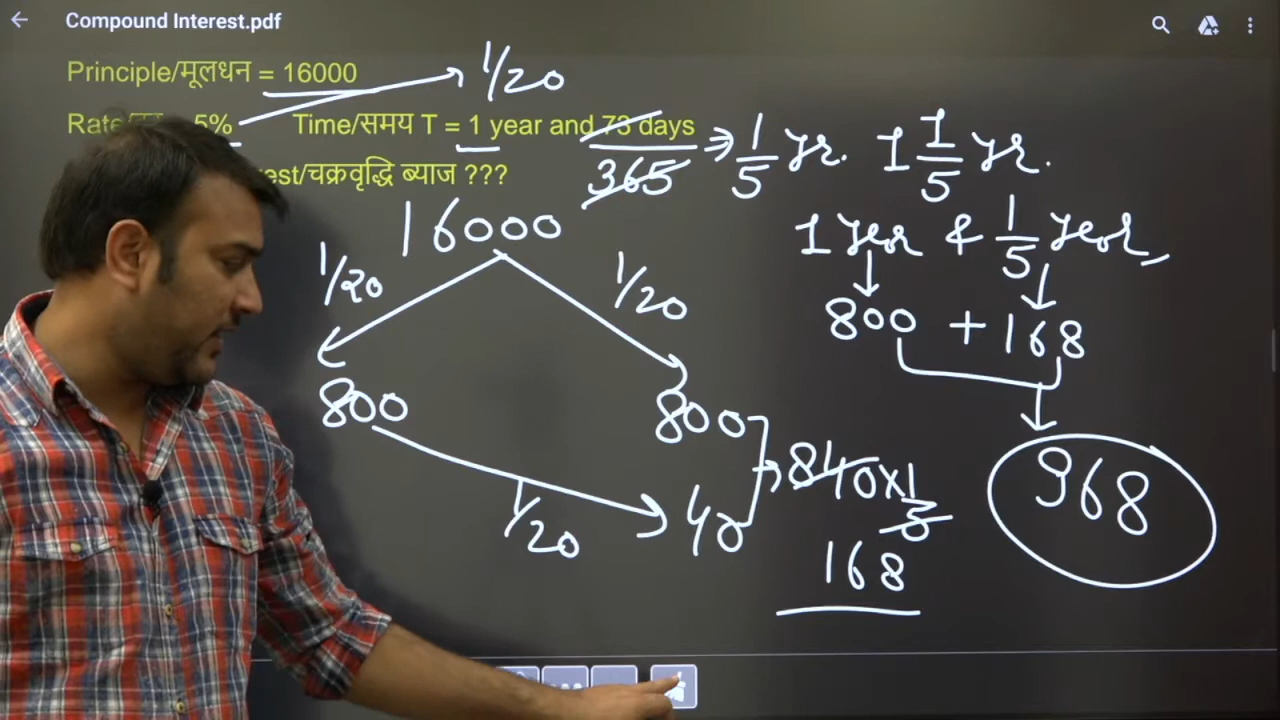 Compound Interest.pdf
Principle/मूलधन = 16000
1/20
5%
Time/समय T = 1 year and 73 days
365
1/5 yr. 1 1/5 yr.
/चक्रवृद्धि ब्याज ???
16000
1/20
1/20
1 year & 1/5 year
800 + 168
800
800
840 × 1/5
968
1/20
40
168